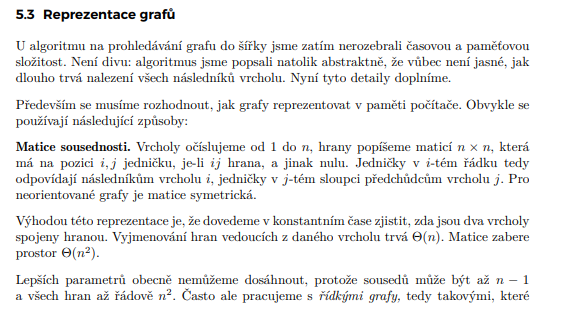 5.3 Reprezentace grafů
U algoritmu na prohledávání grafu do šířky jsme zatím nerozebrali časovou a paměťovou
složitost. Není divu: algoritmus jsme popsali natolik abstraktně, že vůbec není jasné, jak
dlouho trvá nalezení všech následníků vrcholu. Nyní tyto detaily doplníme.
Především se musíme rozhodnout, jak grafy reprezentovat v paměti počítače. Obvykle se
používají následující způsoby:
Matice sousednosti. Vrcholy očíslujeme od 1 do n, hrany popíšeme maticí n × n, která
má na pozici i, j jedničku, je-li ij hrana, a jinak nulu. Jedničky v i-tém řádku tedy
odpovídají následníkům vrcholu i, jedničky v j-tém sloupci předchůdcům vrcholu j. Pro
neorientované grafy je matice symetrická.
Výhodou této reprezentace je, že dovedeme v konstantním čase zjistit, zda jsou dva vrcholy
spojeny hranou. Vyjmenování hran vedoucích z daného vrcholu trvá Θ(n). Matice zabere
prostor Θ(n²).
Lepších parametrů obecně nemůžeme dosáhnout, protože sousedů může být až n − 1
a všech hran až řádově n². Často ale pracujeme s řídkými grafy, tedy takovými, které